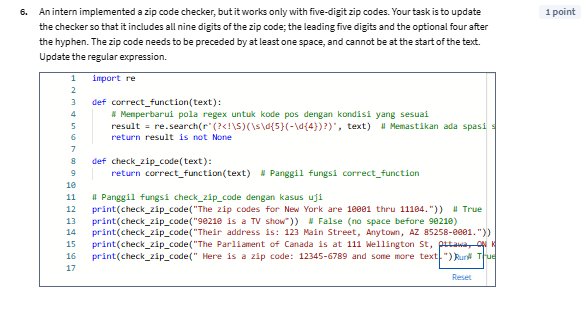 6. An intern implemented a zip code checker, but it works only with five-digit zip codes. Your task is to update 1 point
the checker so that it includes all nine digits of the zip code; the leading five digits and the optional four after
the hyphen. The zip code needs to be preceded by at least one space, and cannot be at the start of the text.
Update the regular expression.
1 import re
2
3 def correct_function(text):
4 # Memperbarui pola regex untuk kode pos dengan kondisi yang sesuai
5 result = re.search(r'(?<!\S)(\s\d{5}(-\d{4})?)', text) # Memastikan ada spasi s
6 return result is not None
7
8 def check_zip_code(text):
9 return correct_function(text) # Panggil fungsi correct_function
10
11 # Panggil fungsi check_zip_code dengan kasus uji
12 print(check_zip_code("The zip codes for New York are 10001 thru 11104.")) # True
13 print(check_zip_code("90210 is a TV show")) # False (no space before 90210)
14 print(check_zip_code("Their address is: 123 Main Street, Anytown, AZ 85258-0001."))
15 print(check_zip_code("The Parliament of Canada is at 111 Wellington St, Ottawa, ON K
16 print(check_zip_code(" Here is a zip code: 12345-6789 and some more text.")) # True
17
Run
Reset